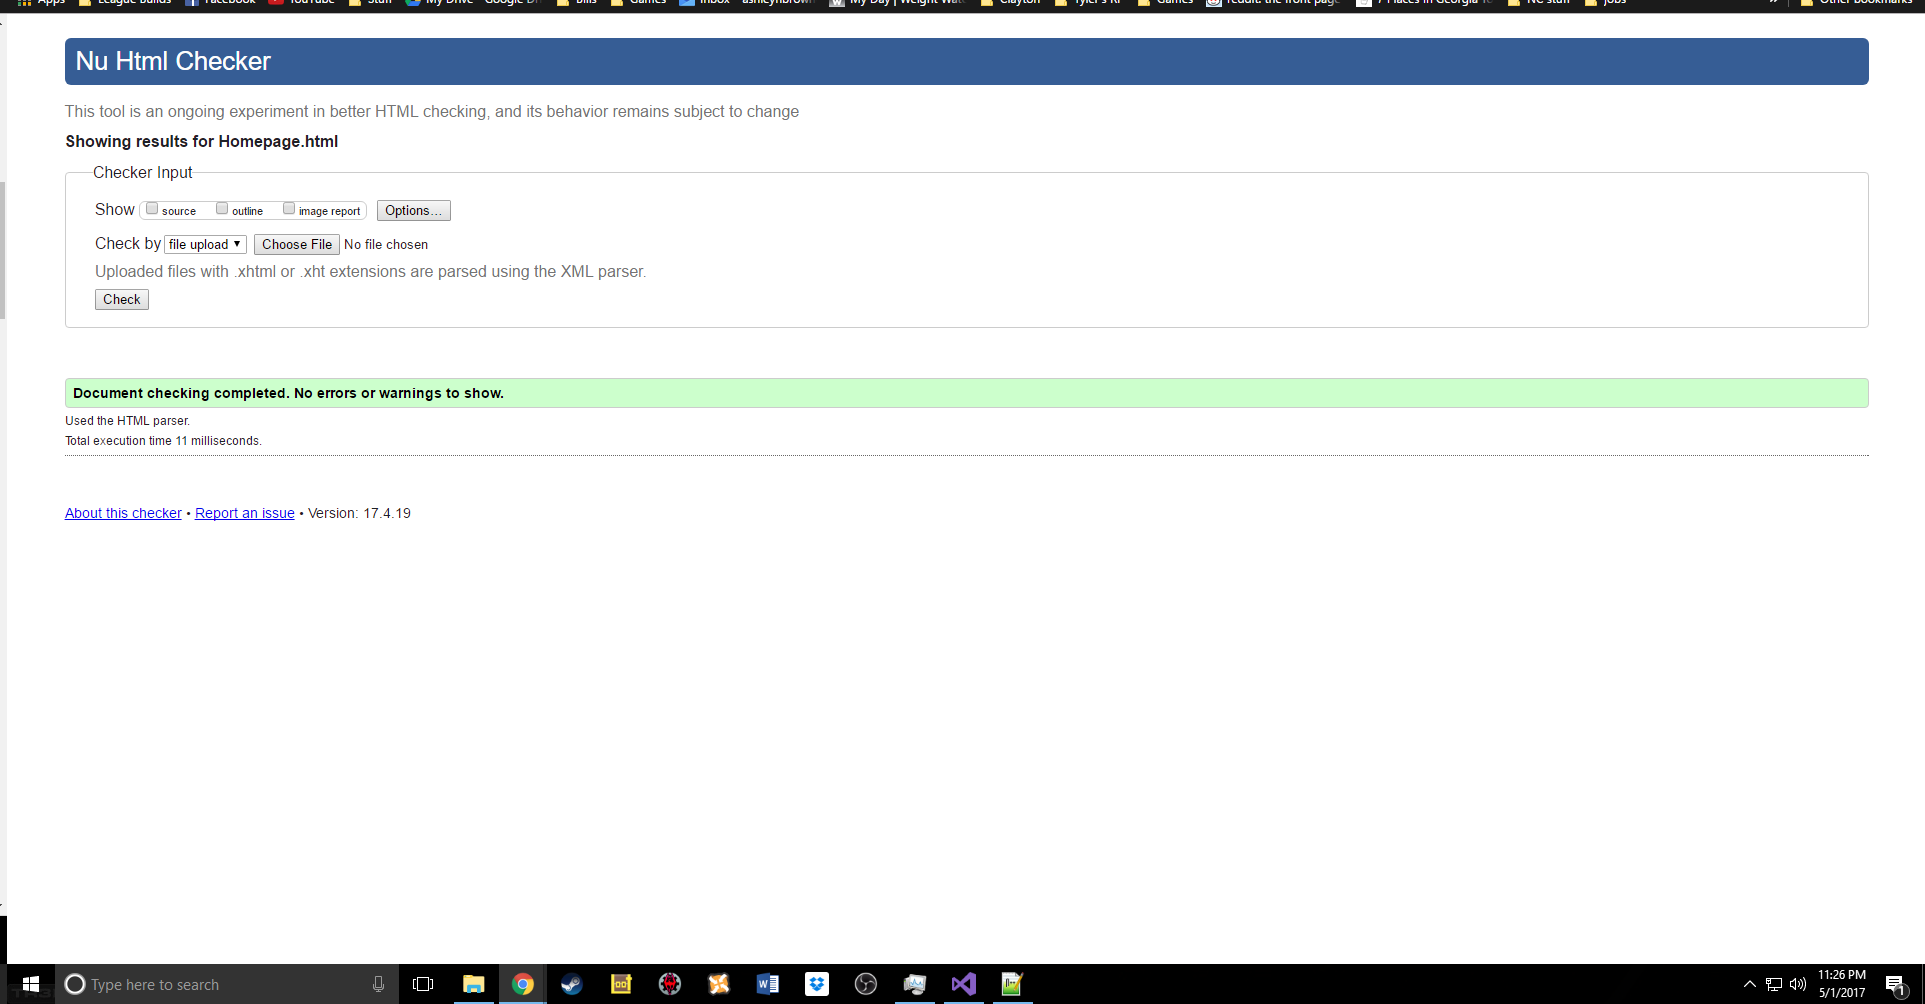 Apps League Builds Facebook YouTube Stuff My Drive - Google Dr Bills Games Inbox - ashleynbrown My Day | Weight Wat Clayton Tyler's RP Games reddit: the front page 7 Places in Georgia NC stuff jobs » Other bookmarks
Nu Html Checker
This tool is an ongoing experiment in better HTML checking, and its behavior remains subject to change
Showing results for Homepage.html
Checker Input
Show source outline image report Options...
Check by file upload Choose File No file chosen
Uploaded files with .xhtml or .xht extensions are parsed using the XML parser.
Check
Document checking completed. No errors or warnings to show.
Used the HTML parser.
Total execution time 11 milliseconds.
About this checker • Report an issue • Version: 17.4.19
Type here to search
11:26 PM
5/1/2017
1